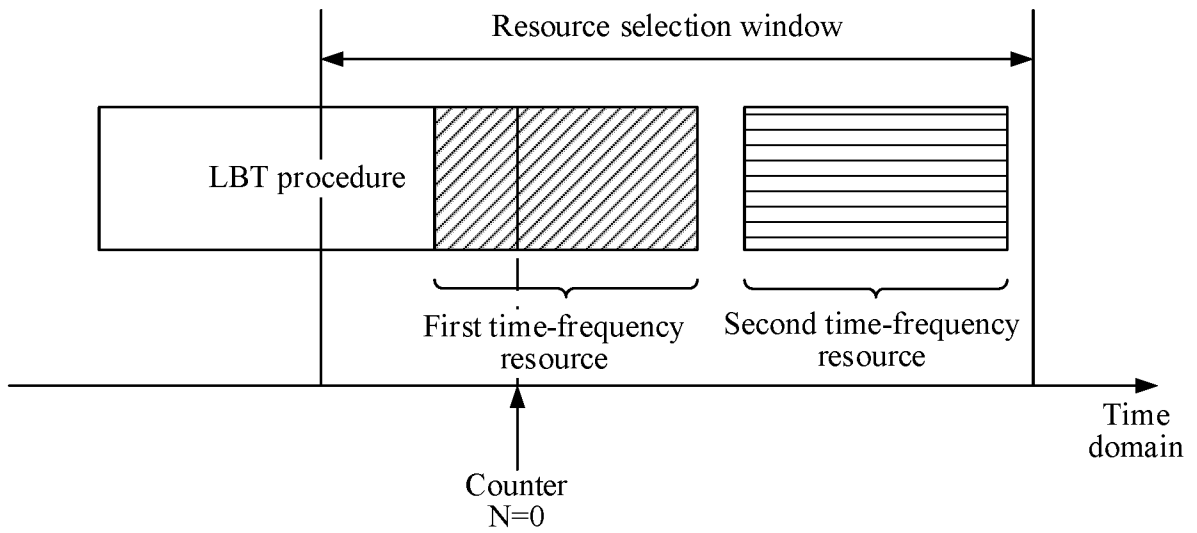 Resource selection window
LBT procedure
First time-frequency
resource
Second time-frequency
resource
Time
domain
Counter
N=0